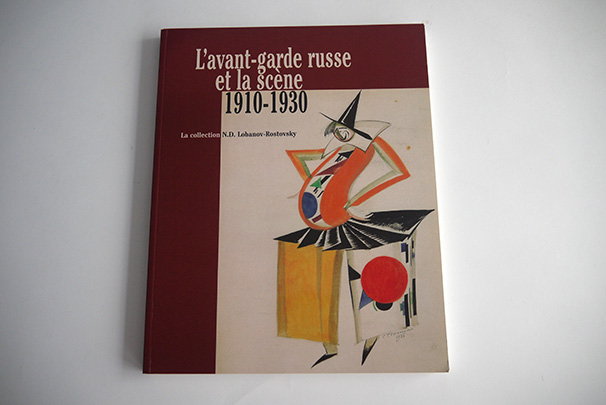 L'avant-garde russe
et la scène
1910-1930
La collection N.D. Lobanov-Rostovsky